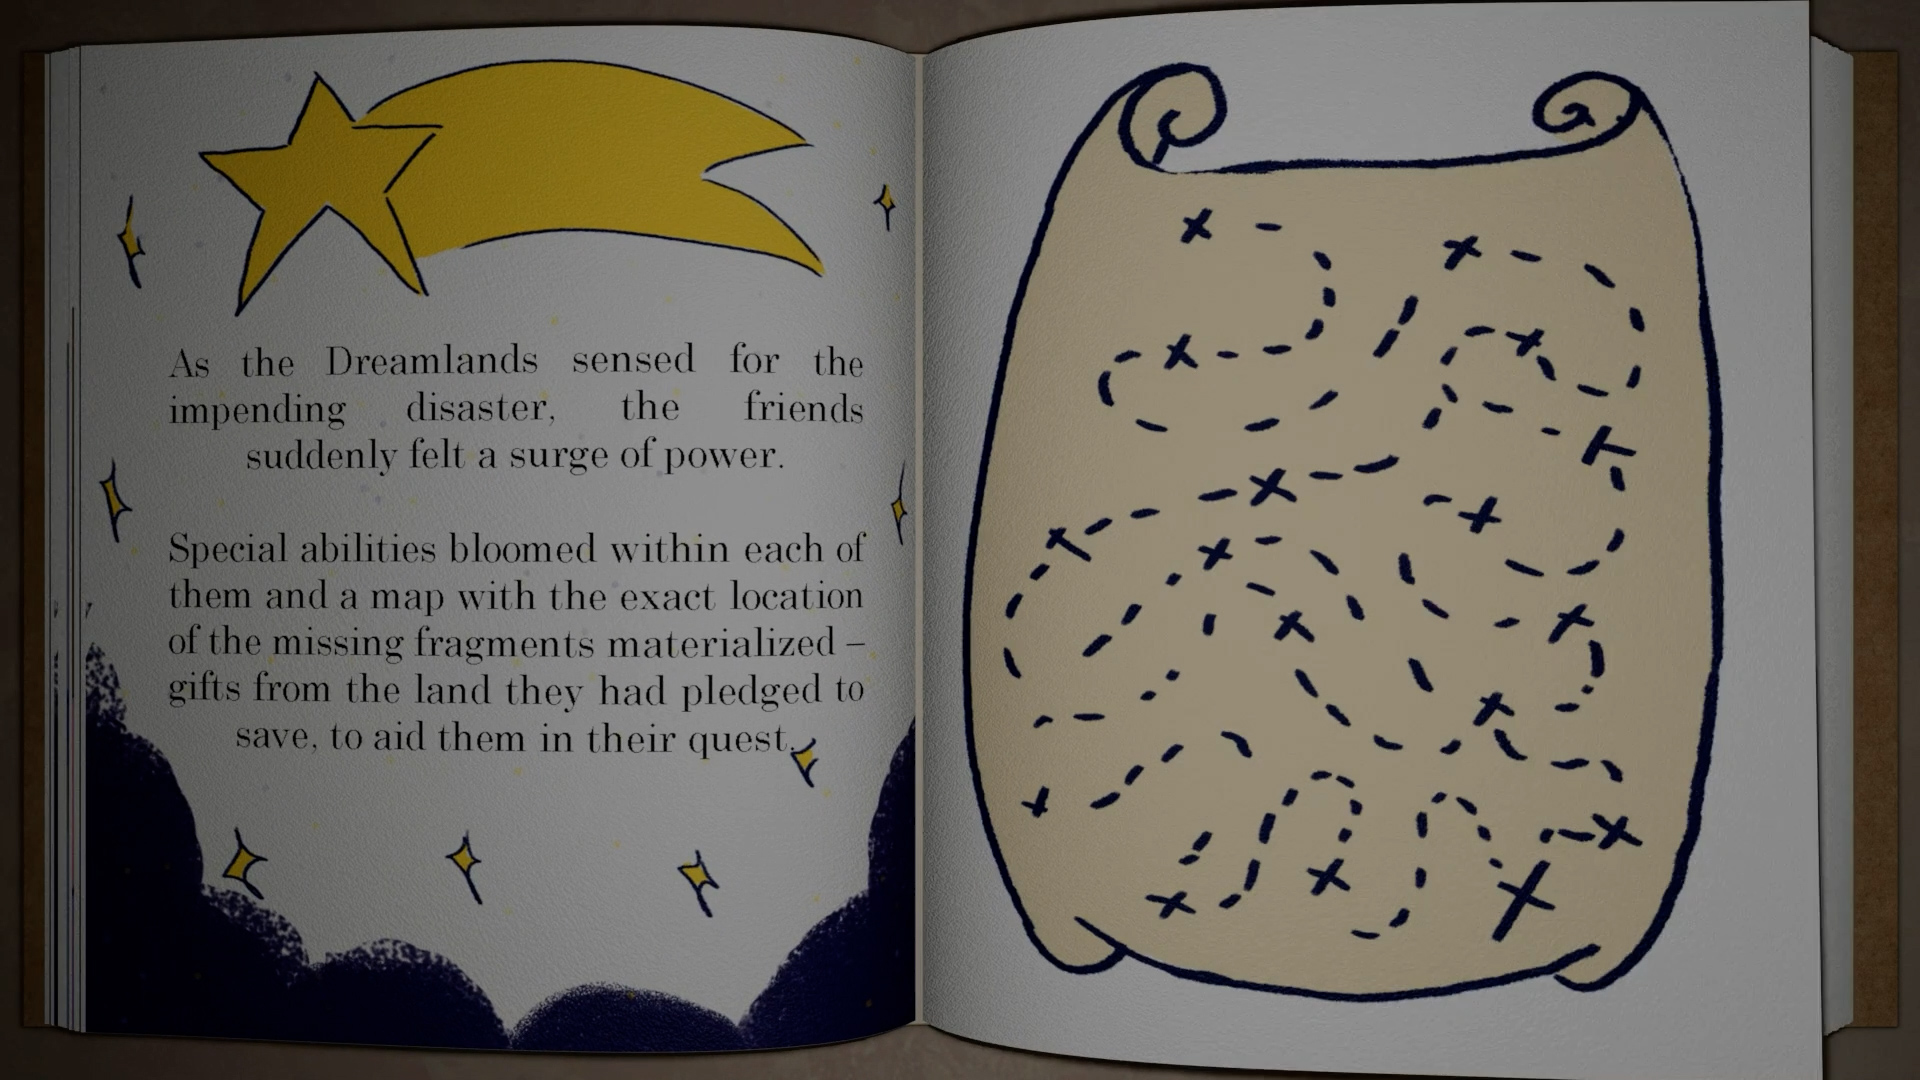 As the Dreamlands sensed for the
impending disaster, the friends
suddenly felt a surge of power.
Special abilities bloomed within each of
them and a map with the exact location
of the missing fragments materialized –
gifts from the land they had pledged to
save, to aid them in their quest.